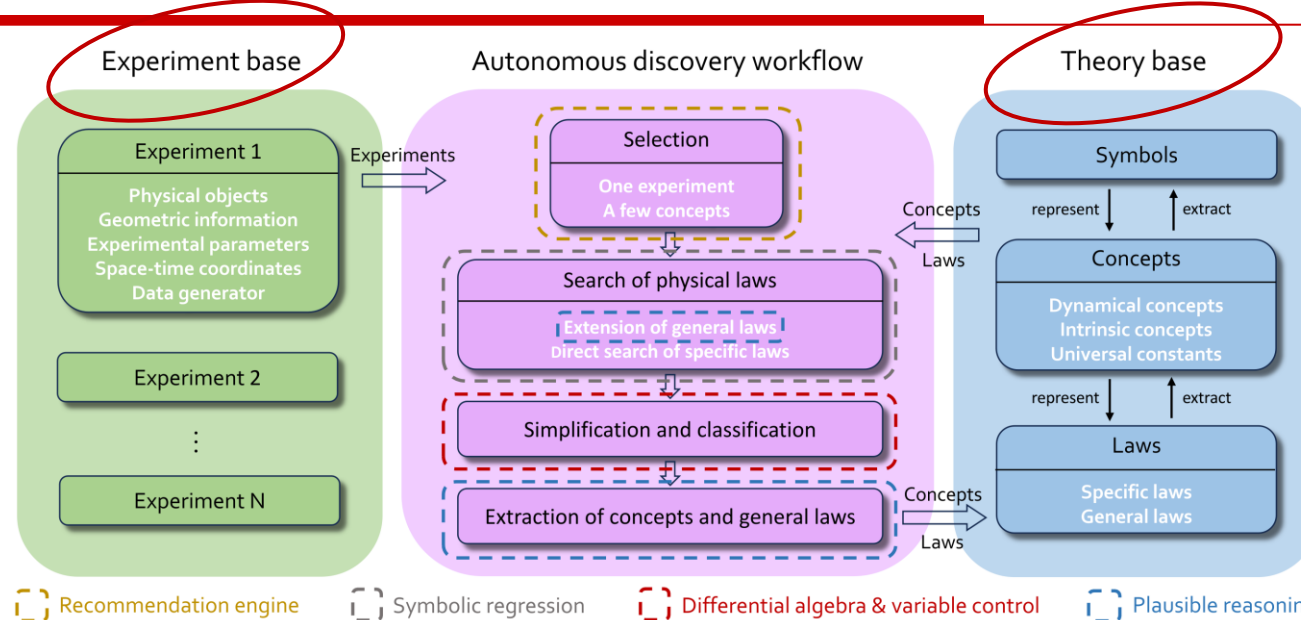 Experiment base
Autonomous discovery workflow
Theory base
Experiment 1
Physical objects
Geometric information
Experimental parameters
Space-time coordinates
Data generator
Experiment 2
⋮
Experiment N
Experiments
Selection
One experiment
A few concepts
Search of physical laws
Extension of general laws
Direct search of specific laws
Simplification and classification
Extraction of concepts and general laws
Concepts
Laws
Concepts
Laws
Symbols
represent
extract
Concepts
Dynamical concepts
Intrinsic concepts
Universal constants
represent
extract
Laws
Specific laws
General laws
Recommendation engine
Symbolic regression
Differential algebra & variable control
Plausible